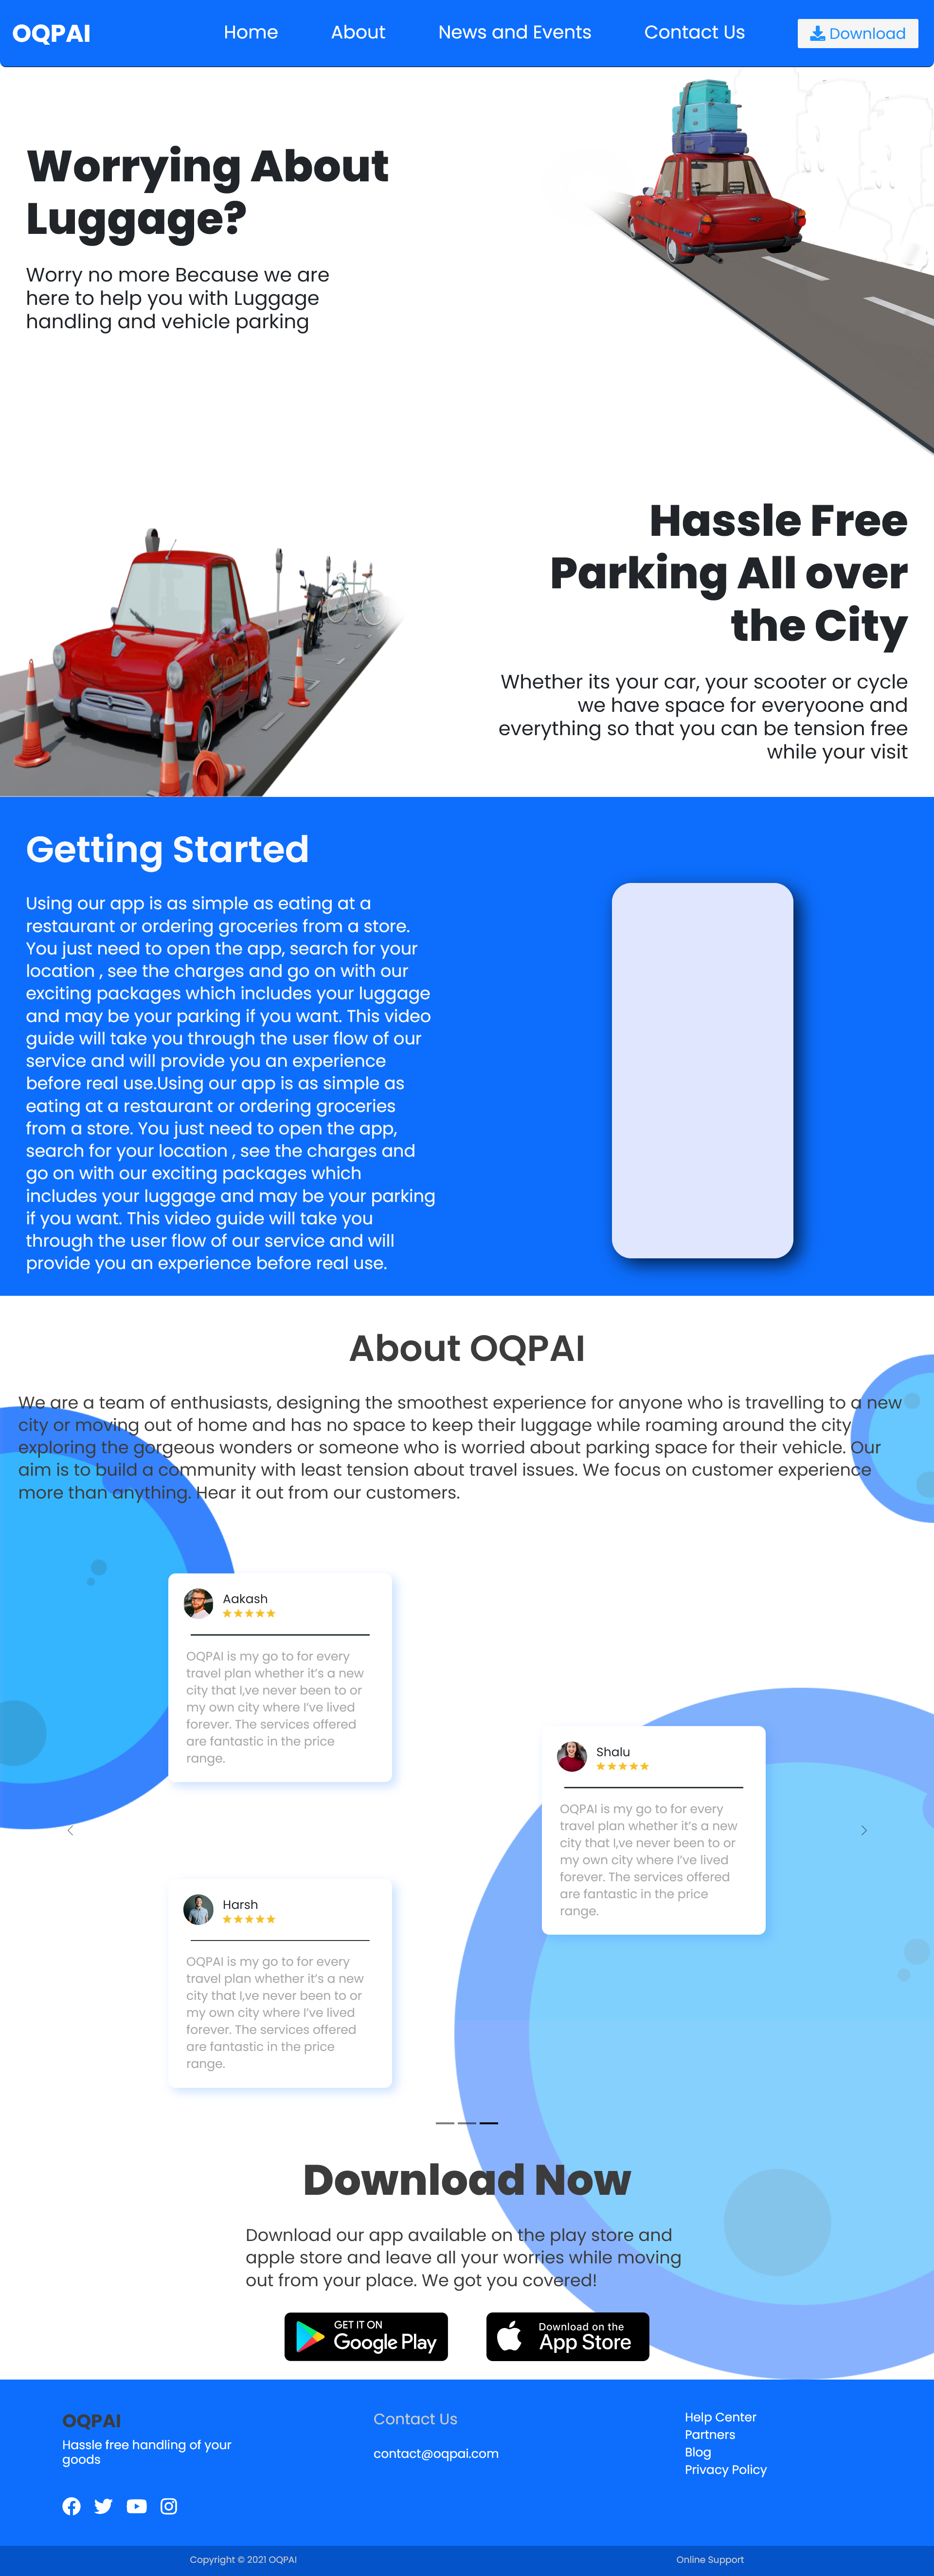 OQPAI
Home
About
News and Events
Contact Us
Download
Worrying About
Luggage?
Worry no more Because we are
here to help you with Luggage
handling and vehicle parking
Hassle Free
Parking All over
the City
Whether its your car, your scooter or cycle
we have space for everyoone and
everything so that you can be tension free
while your visit
Getting Started
Using our app is as simple as eating at a
restaurant or ordering groceries from a store.
You just need to open the app, search for your
location , see the charges and go on with our
exciting packages which includes your luggage
and may be your parking if you want. This video
guide will take you through the user flow of our
service and will provide you an experience
before real use.Using our app is as simple as
eating at a restaurant or ordering groceries
from a store. You just need to open the app,
search for your location , see the charges and
go on with our exciting packages which
includes your luggage and may be your parking
if you want. This video guide will take you
through the user flow of our service and will
provide you an experience before real use.
About OQPAI
We are a team of enthusiasts, designing the smoothest experience for anyone who is travelling to a new
city or moving out of home and has no space to keep their luggage while roaming around the city
exploring the gorgeous wonders or someone who is worried about parking space for their vehicle. Our
aim is to build a community with least tension about travel issues. We focus on customer experience
more than anything. Hear it out from our customers.
Aakash
OQPAI is my go to for every
travel plan whether it's a new
city that I,ve never been to or
my own city where I've lived
forever. The services offered
are fantastic in the price
range.
Shalu
OQPAI is my go to for every
travel plan whether it's a new
city that I,ve never been to or
my own city where I've lived
forever. The services offered
are fantastic in the price
range.
Harsh
OQPAI is my go to for every
travel plan whether it's a new
city that I,ve never been to or
my own city where I've lived
forever. The services offered
are fantastic in the price
range.
Download Now
Download our app available on the play store and
apple store and leave all your worries while moving
out from your place. We got you covered!
GET IT ON
Google Play
Download on the
App Store
OQPAI
Hassle free handling of your
goods
Contact Us
contact@oqpai.com
Help Center
Partners
Blog
Privacy Policy
Copyright © 2021 OQPAI
Online Support